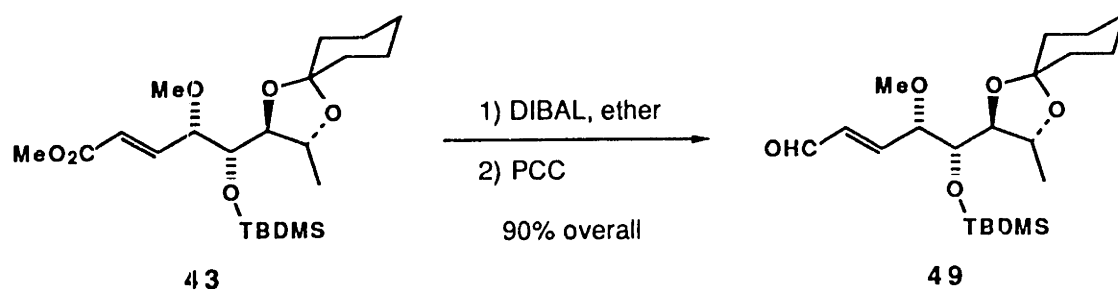 MeO
O
O
MeO₂C
O
TBDMS
43
1) DIBAL, ether
2) PCC
90% overall
MeO
O
O
OHC
O
TBDMS
49